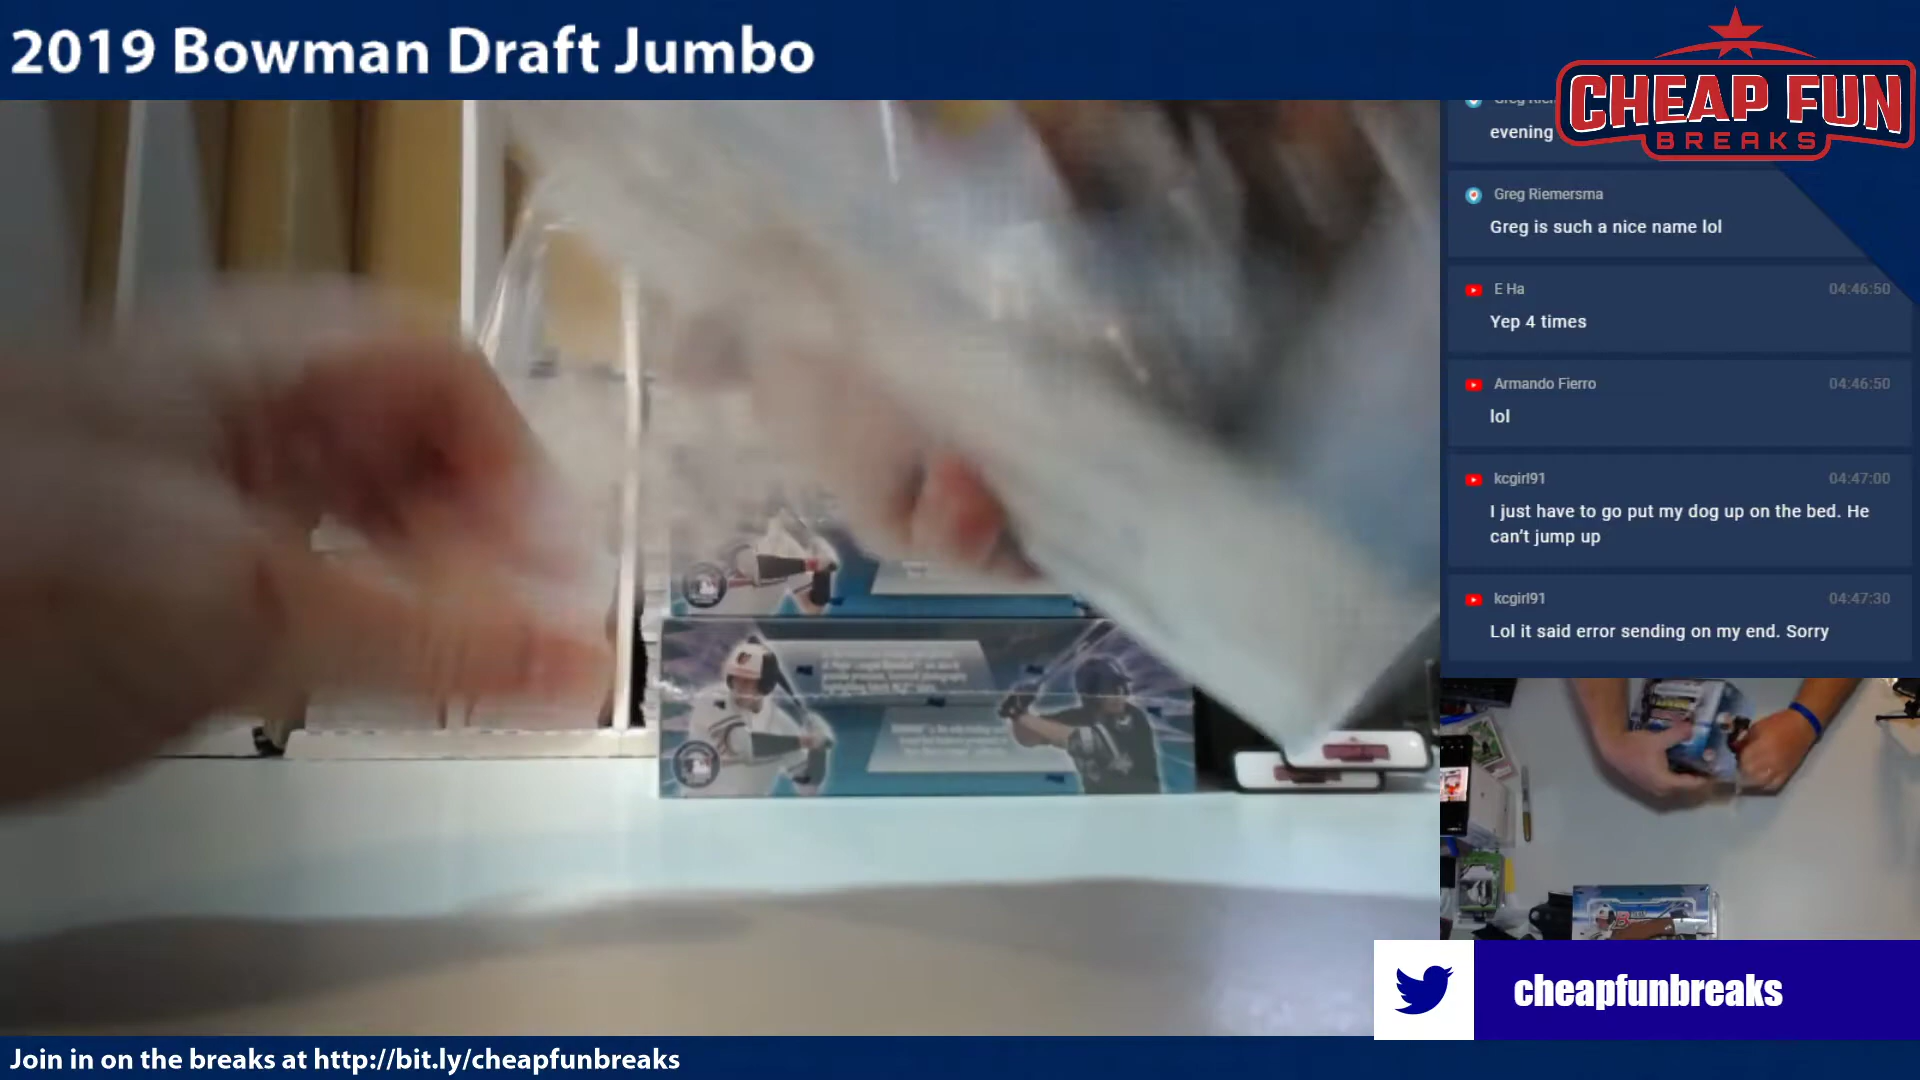 2019 Bowman Draft Jumbo
CHEAP FUN
BREAKS
evening
Greg Riemersma
Greg is such a nice name lol
E Ha 04:46:50
Yep 4 times
Armando Fierro 04:46:50
lol
kcgirl91 04:47:00
I just have to go put my dog up on the bed. He
can't jump up
kcgirl91 04:47:30
Lol it said error sending on my end. Sorry
cheapfunbreaks
Join in on the breaks at http://bit.ly/cheapfunbreaks